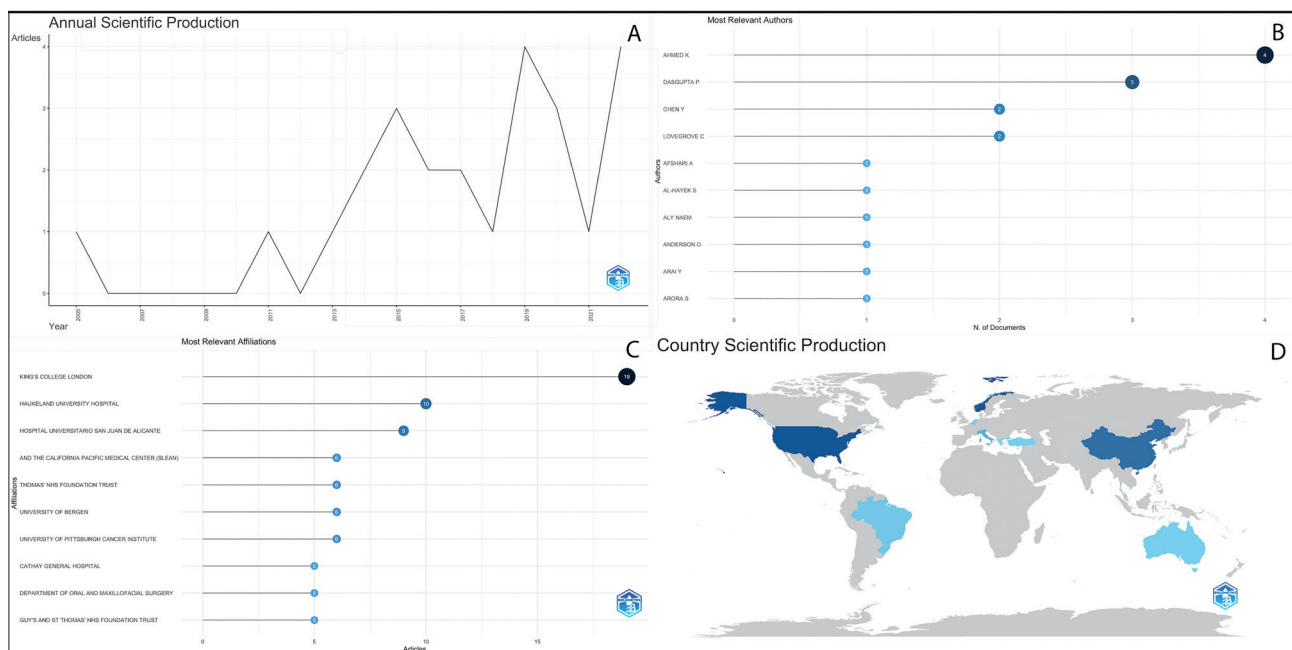 Annual Scientific Production
A
Articles
4
3
2
1
0
2005
2007
2009
2011
2013
2015
2017
2019
2021
Year
Most Relevant Authors
B
Authors
AHMED K
4
DASGUPTA P
3
CHEN Y
2
LOVEGROVE C
2
AFSHARI A
1
AL-HAYEK S
1
ALY NAEM
1
ANDERSON O
1
ARAI Y
1
ARORA S
1
0
1
2
3
4
N. of Documents
Most Relevant Affiliations
C
Affiliations
KING'S COLLEGE LONDON
19
HAUKELAND UNIVERSITY HOSPITAL
10
HOSPITAL UNIVERSITARIO SAN JUAN DE ALICANTE
9
AND THE CALIFORNIA PACIFIC MEDICAL CENTER (SLEAN)
6
THOMAS' NHS FOUNDATION TRUST
6
UNIVERSITY OF BERGEN
6
UNIVERSITY OF PITTSBURGH CANCER INSTITUTE
6
CATHAY GENERAL HOSPITAL
5
DEPARTMENT OF ORAL AND MAXILLOFACIAL SURGERY
5
GUY'S AND ST THOMAS' NHS FOUNDATION TRUST
5
0
5
10
15
Articles
Country Scientific Production
D